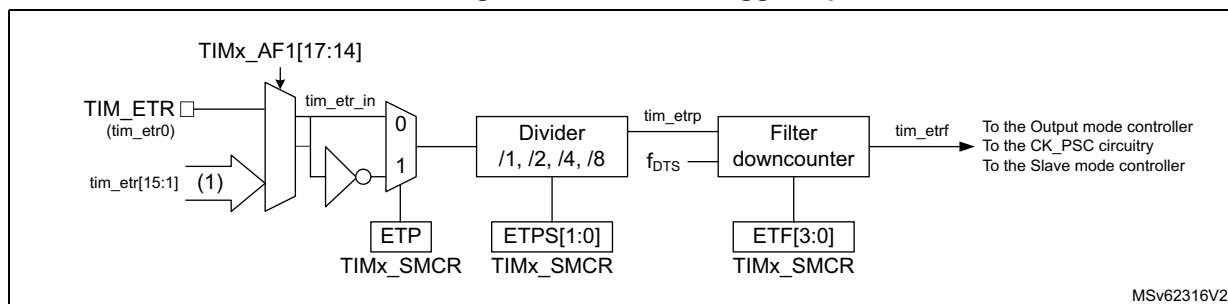 TIMx_AF1[17:14]
TIM_ETR
(tim_etr0)
tim_etr[15:1]
(1)
tim_etr_in
0
1
ETP
TIMx_SMCR
Divider
/1, /2, /4, /8
ETPS[1:0]
TIMx_SMCR
tim_etrp
fDTS
Filter
downcounter
ETF[3:0]
TIMx_SMCR
tim_etrf
To the Output mode controller
To the CK_PSC circuitry
To the Slave mode controller
MSv62316V2